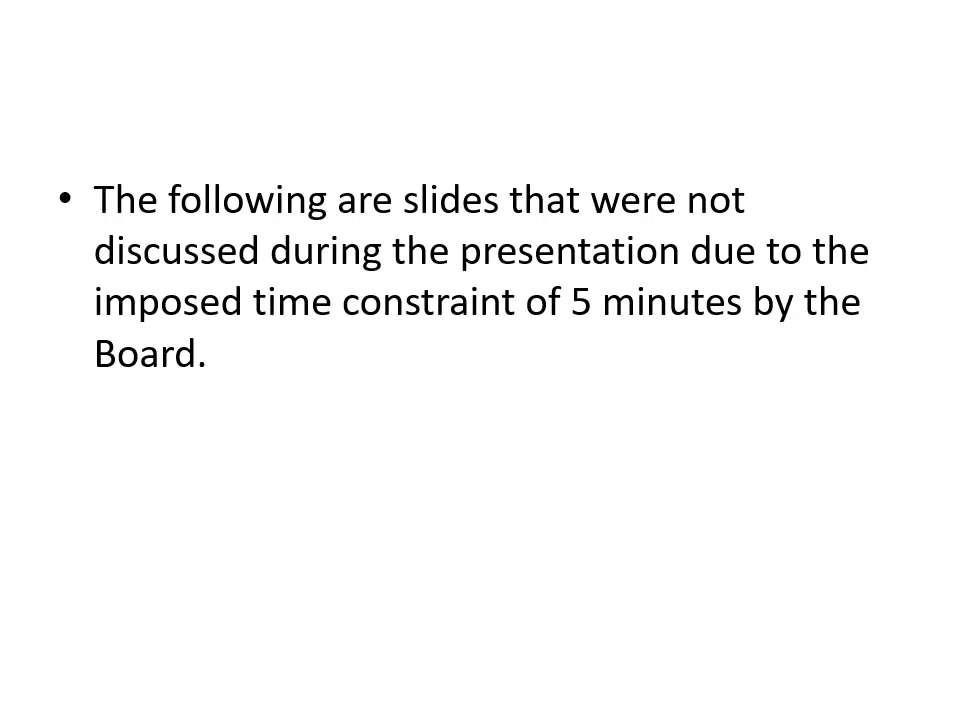 • The following are slides that were not
discussed during the presentation due to the
imposed time constraint of 5 minutes by the
Board.